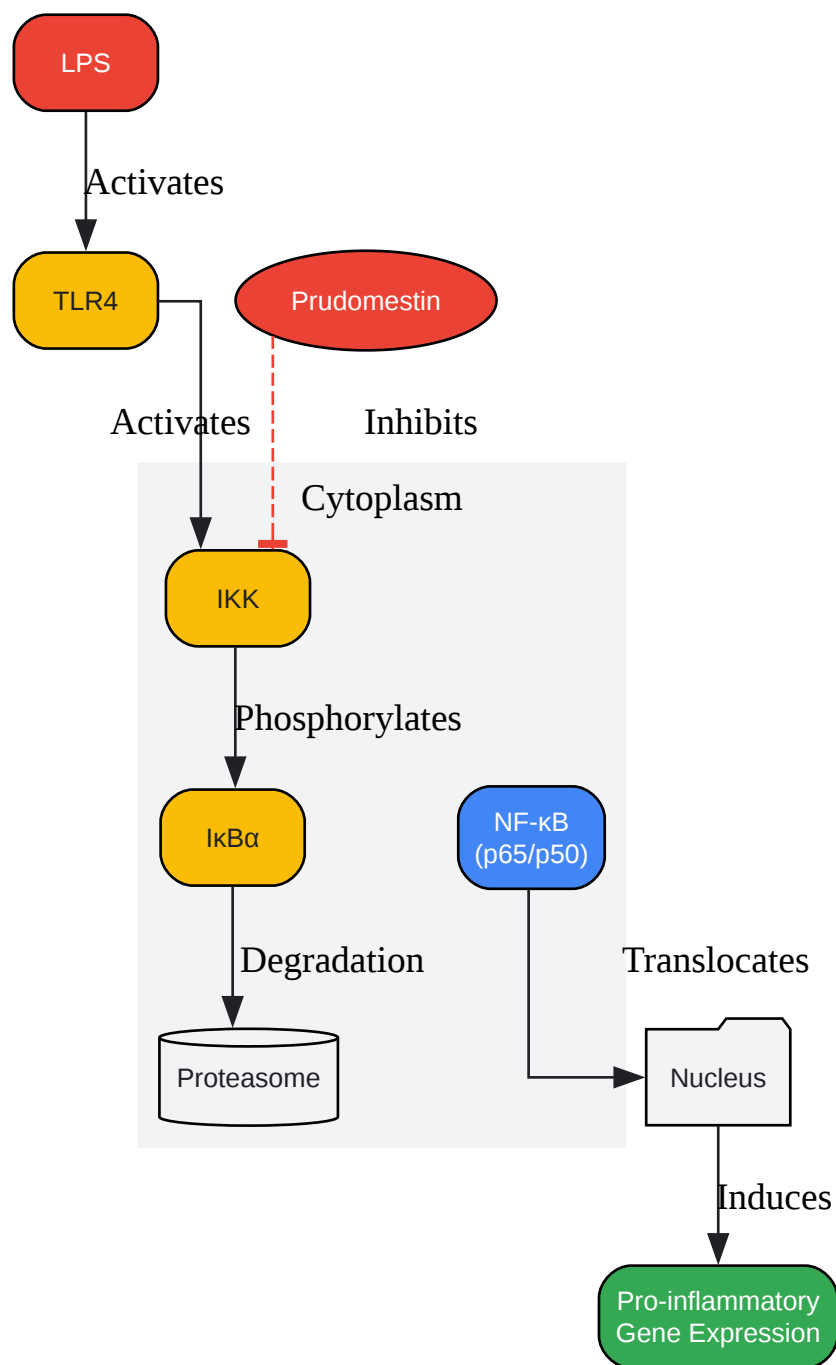 LPS
Activates
TLR4
Prudomestin
Activates
Inhibits
Cytoplasm
IKK
Phosphorylates
IκBα
NF-κB
(p65/p50)
Degradation
Translocates
Proteasome
Nucleus
Induces
Pro-inflammatory
Gene Expression